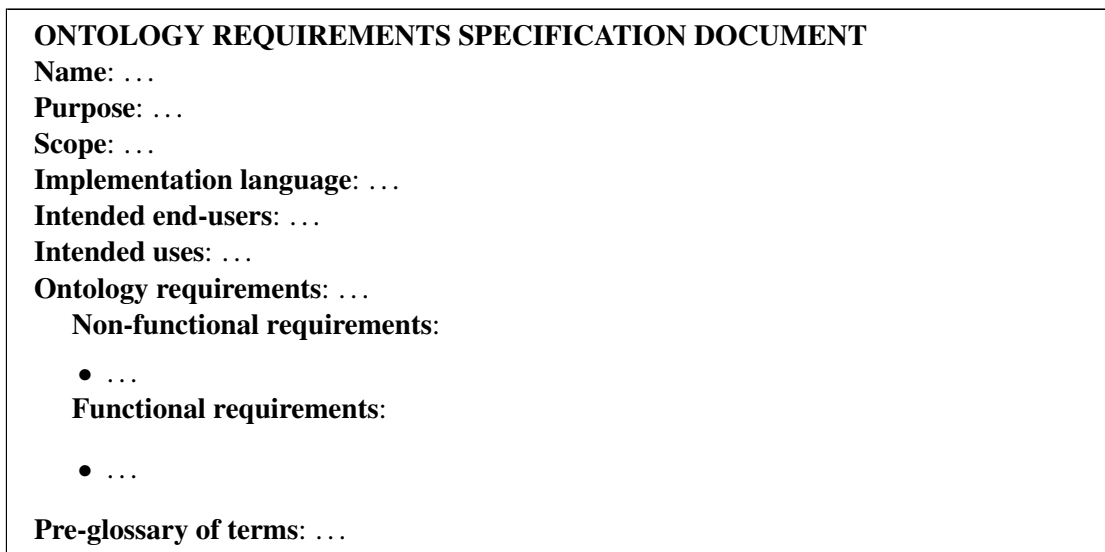 ONTOLOGY REQUIREMENTS SPECIFICATION DOCUMENT
Name: ...
Purpose: ...
Scope: ...
Implementation language: ...
Intended end-users: ...
Intended uses: ...
Ontology requirements: ...
Non-functional requirements:
• ...
Functional requirements:
• ...
Pre-glossary of terms: ...